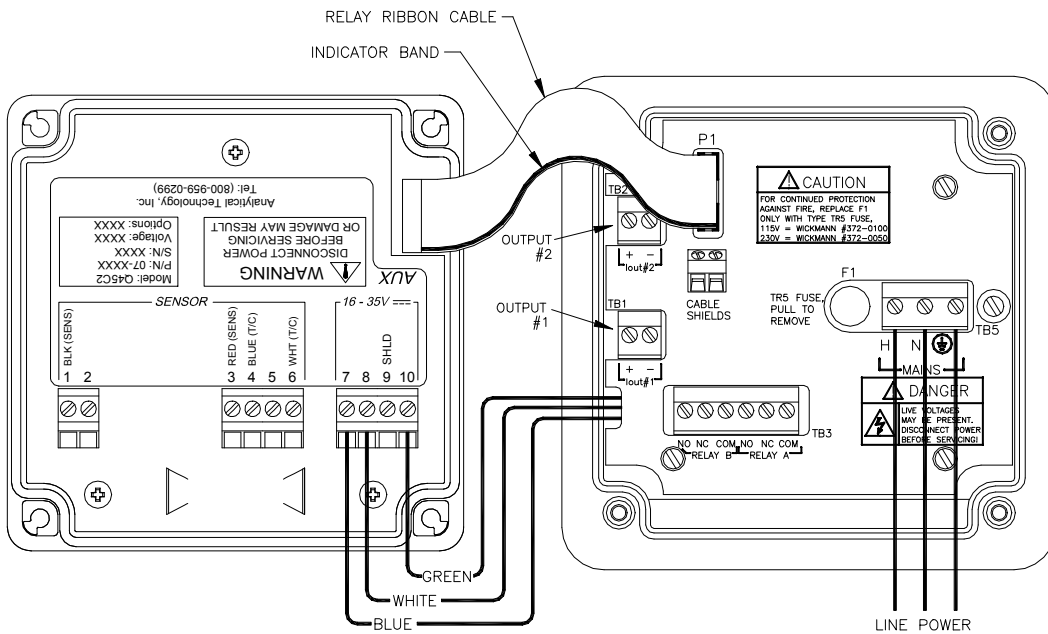 RELAY RIBBON CABLE
INDICATOR BAND
Tel: (800-959-0299)
Analytical Technology, Inc.
Model: Q45C2
P/N: 07-XXXX
S/N: XXXX
Voltage: XXXX
Options: XXXX
WARNING
DISCONNECT POWER
BEFORE SERVICING
OR DAMAGE MAY RESULT
AUX
SENSOR
16 - 35V
BLK (SENS)
RED (SENS)
BLUE (T/C)
WHT (T/C)
SHLD
1 2 3 4 5 6 7 8 9 10
GREEN
WHITE
BLUE
P1
TB2
OUTPUT
#2
+ -
Iout#2
CABLE
SHIELDS
TB1
OUTPUT
#1
+ -
Iout#1
CAUTION
FOR CONTINUED PROTECTION
AGAINST FIRE, REPLACE F1
ONLY WITH TYPE TR5 FUSE,
115V = WICKMANN #372-0100
230V = WICKMANN #372-0050
F1
TR5 FUSE,
PULL TO
REMOVE
TB5
H N
MAINS
DANGER
LIVE VOLTAGES
MAY BE PRESENT.
DISCONNECT POWER
BEFORE SERVICING!
TB3
NO NC COM NO NC COM
RELAY B RELAY A
LINE POWER